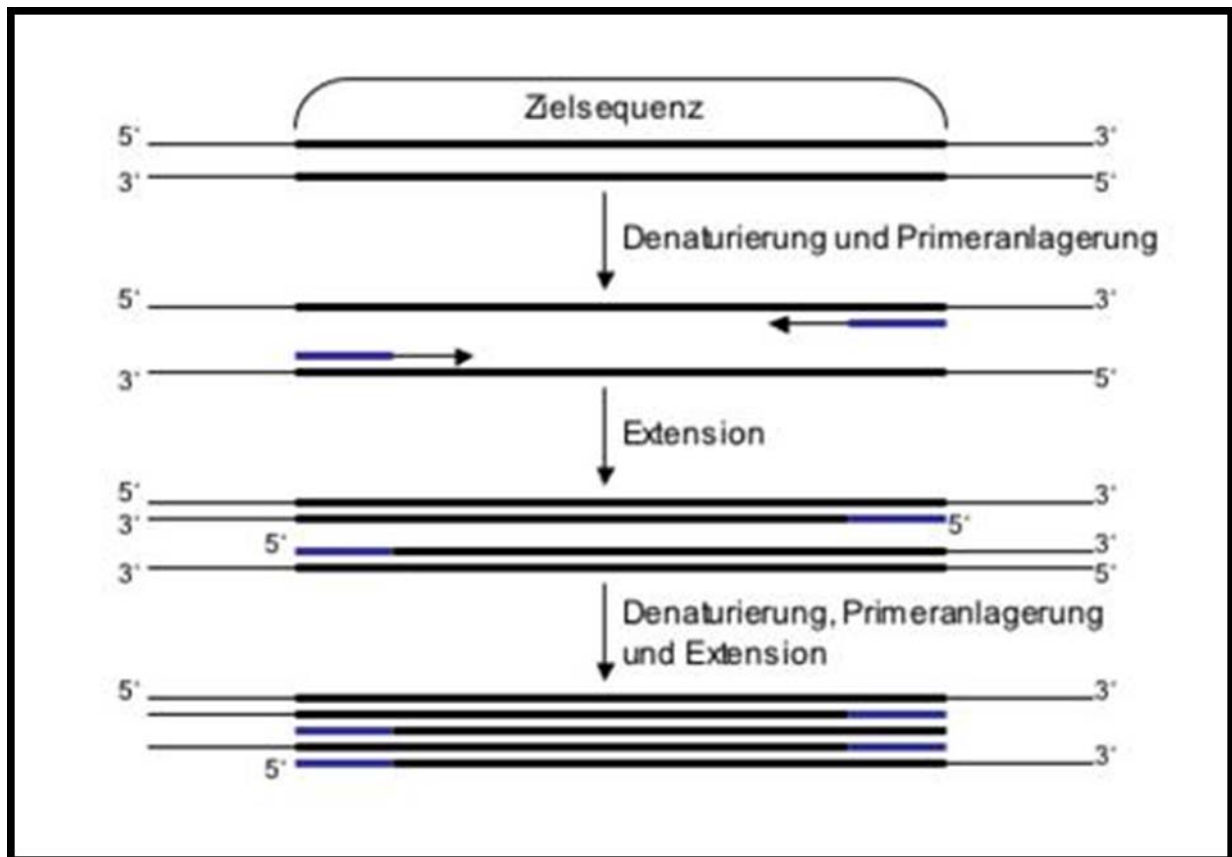 Zielsequenz
5' 3'
3' 5'
Denaturierung und Primeranlagerung
5' 3'
3' 5'
Extension
5' 3'
3' 5'
5' 3'
3' 5'
Denaturierung, Primeranlagerung
und Extension
5' 3'
5' 3'